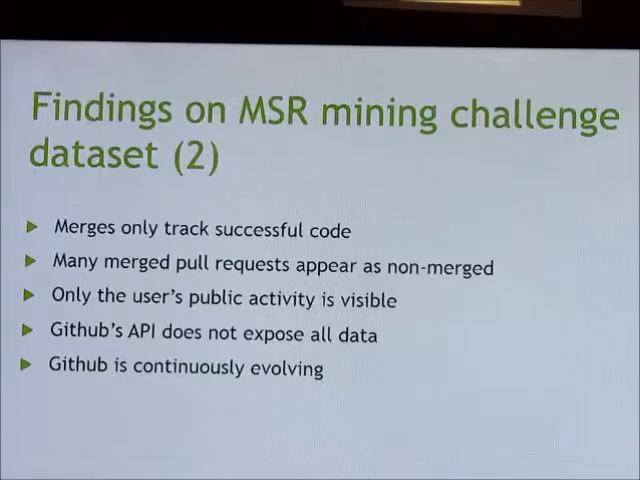 Findings on MSR mining challenge
dataset (2)
Merges only track successful code
Many merged pull requests appear as non-merged
Only the user's public activity is visible
Github's API does not expose all data
Github is continuously evolving